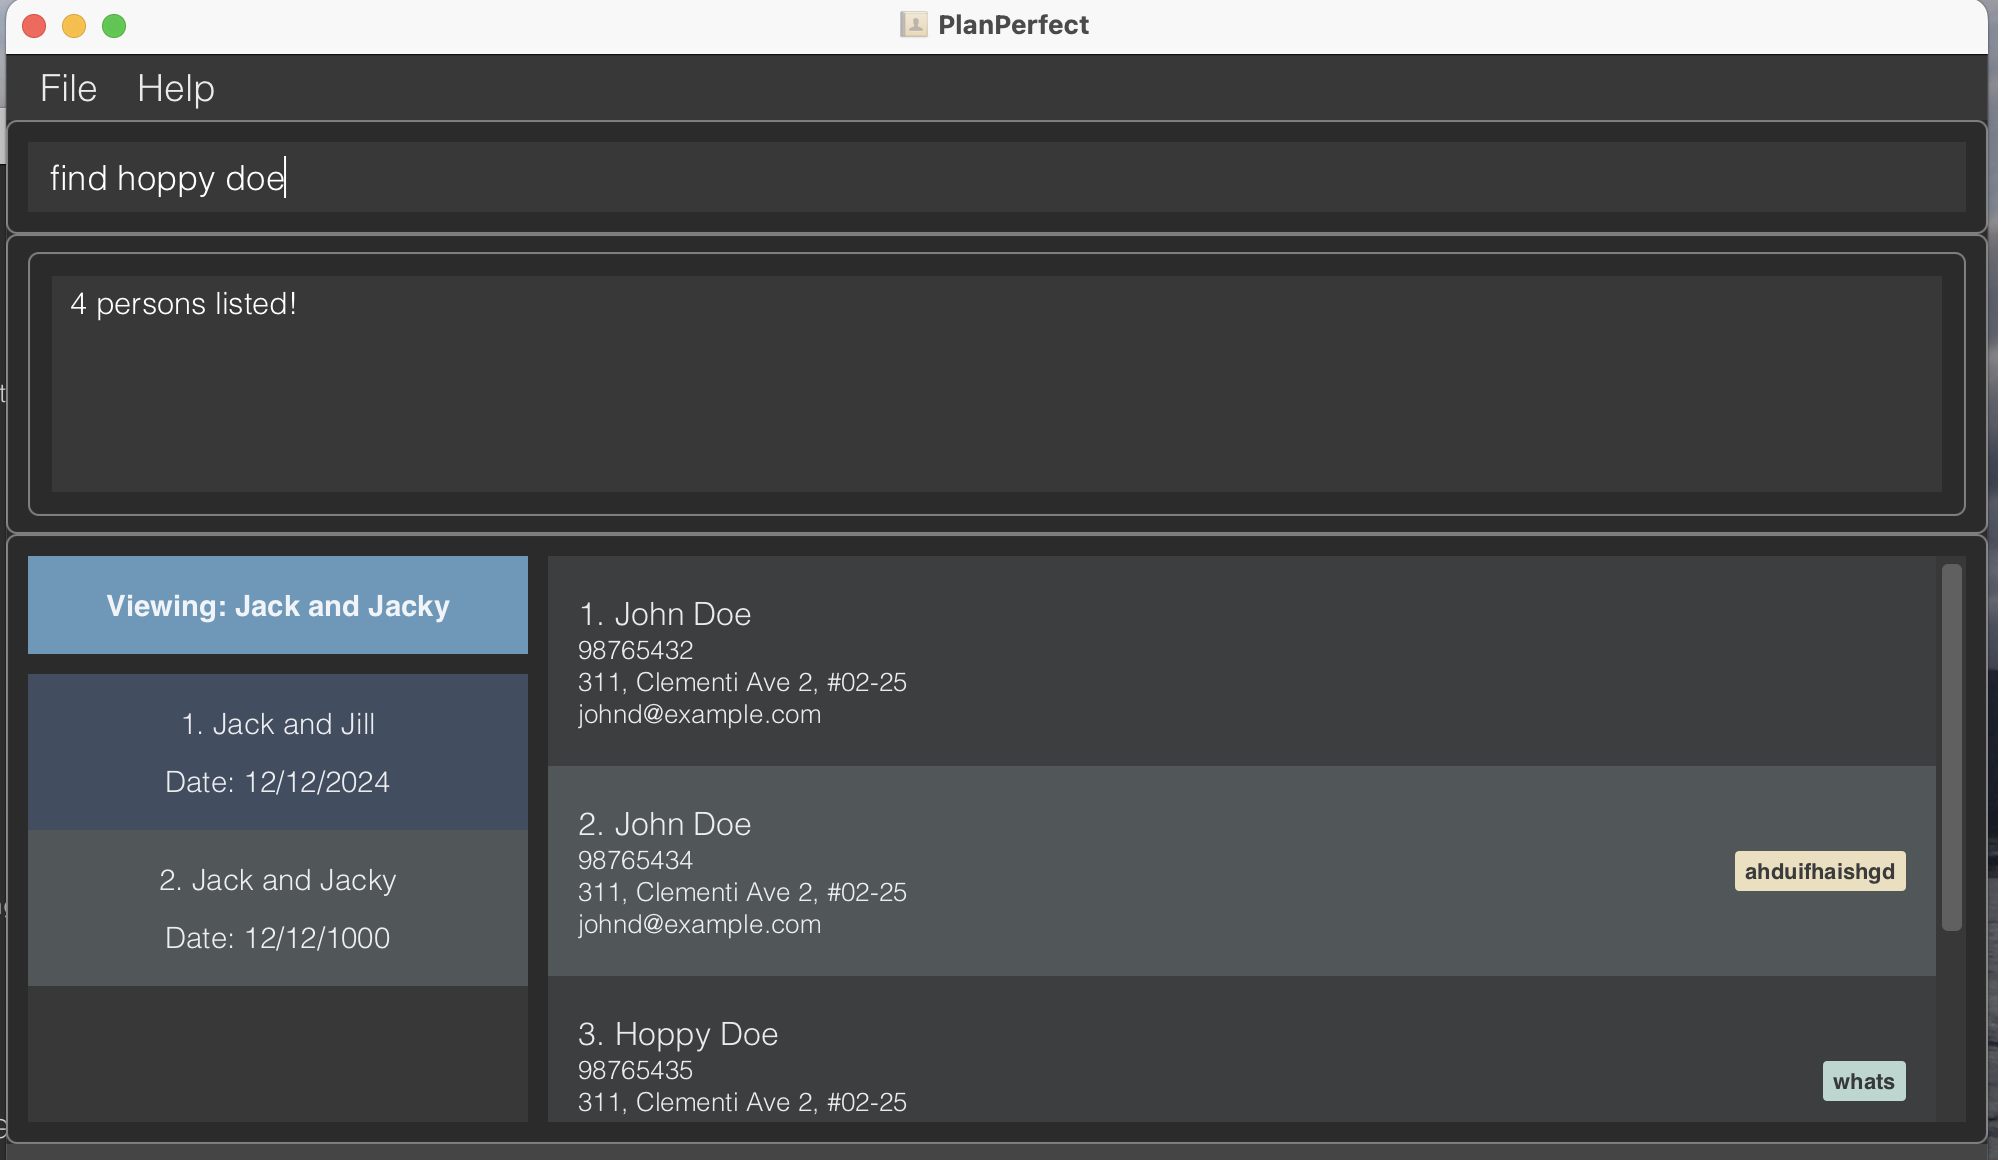 PlanPerfect
File Help
find hoppy doe
4 persons listed!
Viewing: Jack and Jacky
1. Jack and Jill
Date: 12/12/2024
2. Jack and Jacky
Date: 12/12/1000
1. John Doe
98765432
311, Clementi Ave 2, #02-25
johnd@example.com
2. John Doe
98765434
311, Clementi Ave 2, #02-25
johnd@example.com
ahduifhaishgd
3. Hoppy Doe
98765435
311, Clementi Ave 2, #02-25
whats